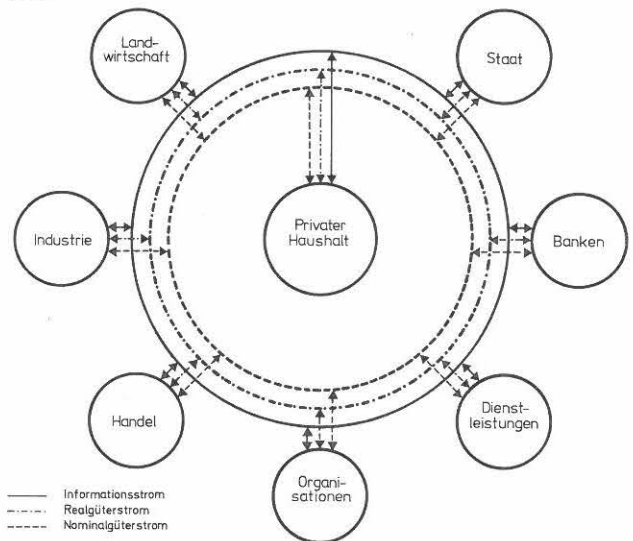 Land-
wirtschaft
Staat
Privater
Haushalt
Industrie
Banken
Handel
Dienst-
leistungen
Organi-
sationen
Informationsstrom
Realgüterstrom
Nominalgüterstrom